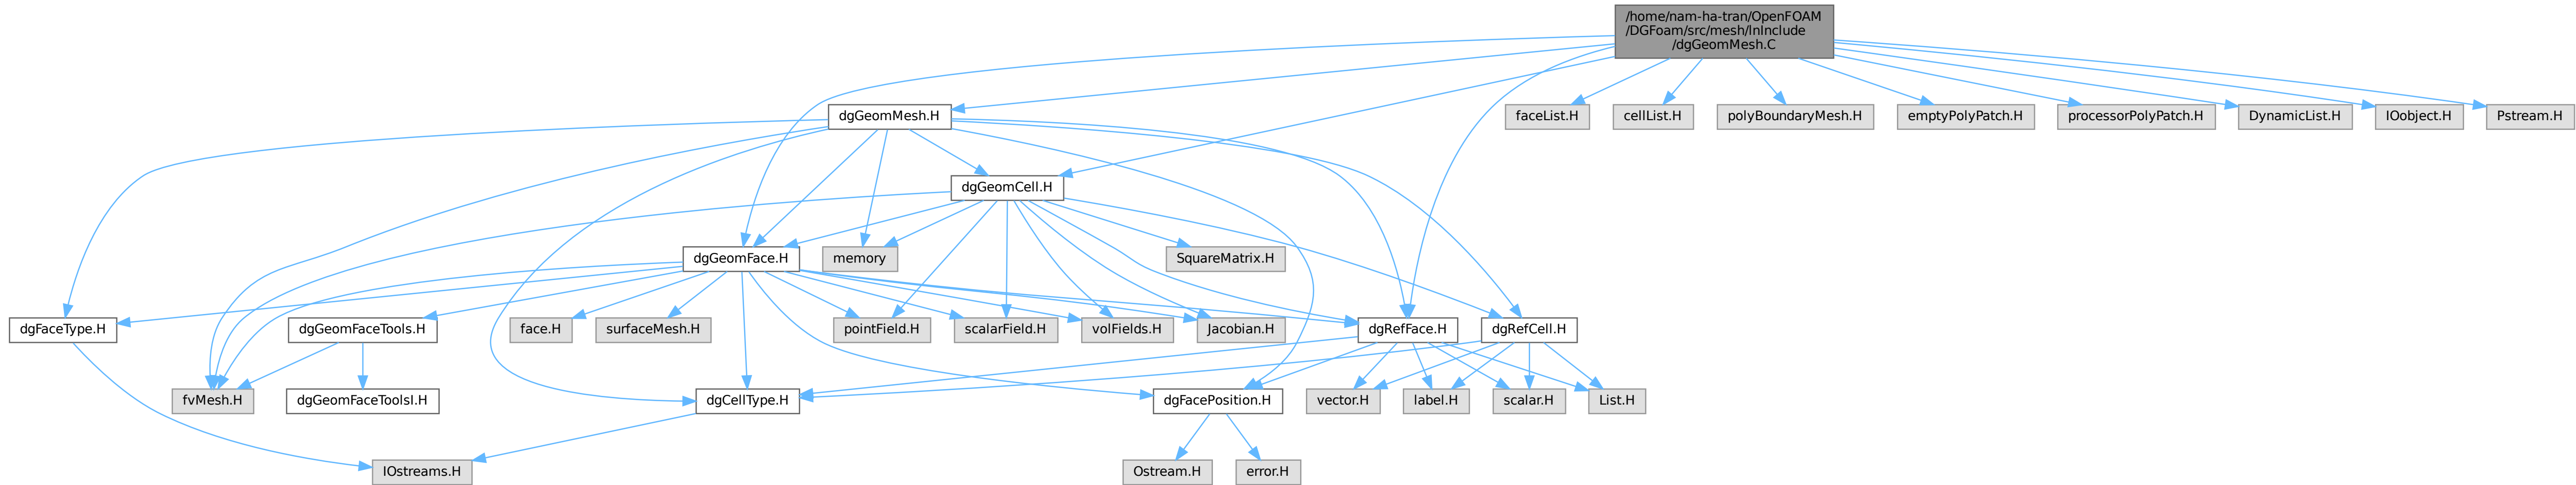 /home/nam-ha-tran/OpenFOAM
/DGFoam/src/mesh/lnInclude
/dgGeomMesh.C
dgGeomMesh.H
faceList.H
cellList.H
polyBoundaryMesh.H
emptyPolyPatch.H
processorPolyPatch.H
DynamicList.H
IOobject.H
Pstream.H
dgGeomCell.H
dgGeomFace.H
memory
SquareMatrix.H
dgFaceType.H
dgGeomFaceTools.H
face.H
surfaceMesh.H
pointField.H
scalarField.H
volFields.H
Jacobian.H
dgRefFace.H
dgRefCell.H
fvMesh.H
dgGeomFaceToolsI.H
dgCellType.H
dgFacePosition.H
vector.H
label.H
scalar.H
List.H
IOstreams.H
Ostream.H
error.H